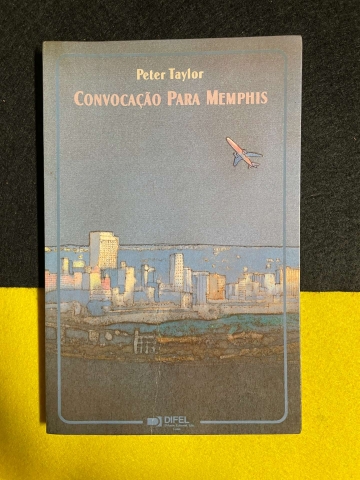 Peter Taylor
CONVOCAÇÃO PARA MEMPHIS
DIFEL